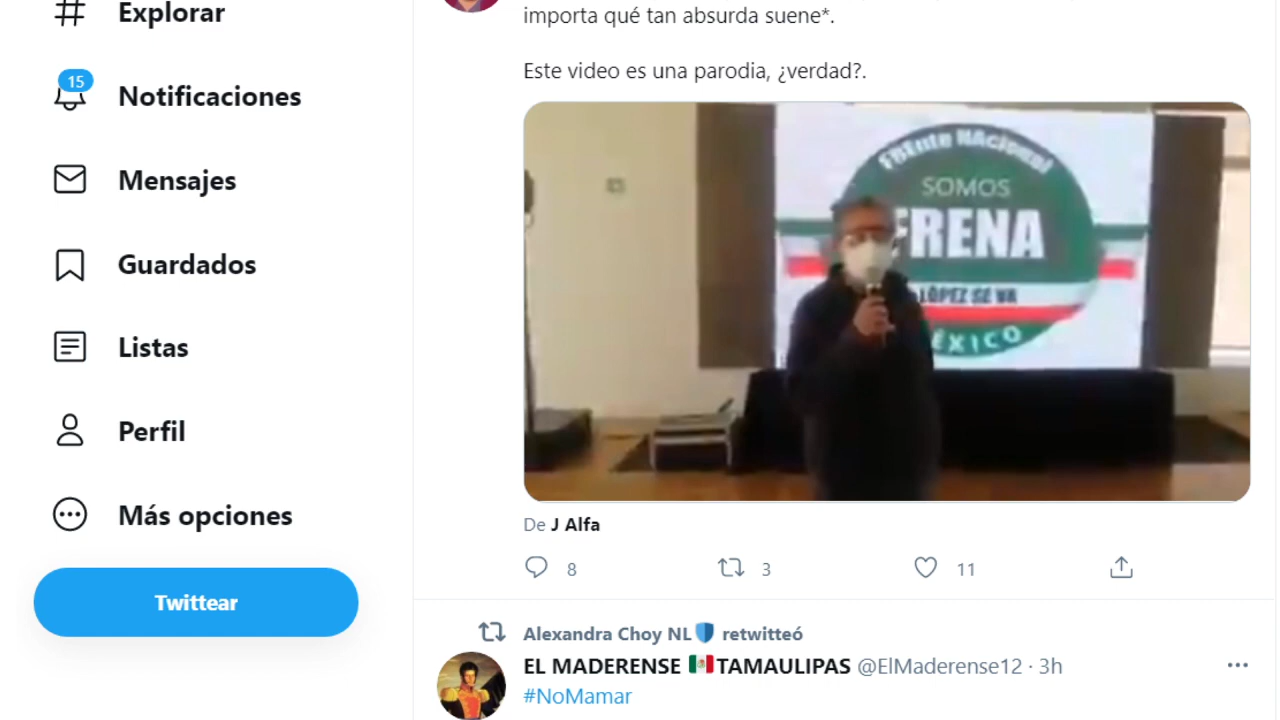 Explorar
15
Notificaciones
Mensajes
Guardados
Listas
Perfil
Más opciones
Twittear
importa qué tan absurda suene*.
Este video es una parodia, ¿verdad?.
FREnte NAcional
SOMOS
FRENA
LÓPEZ SE VA
MÉXICO
De J Alfa
8
3
11
Alexandra Choy NL retwitteó
EL MADERENSE TAMAULIPAS @ElMaderense12 · 3h
#NoMamar